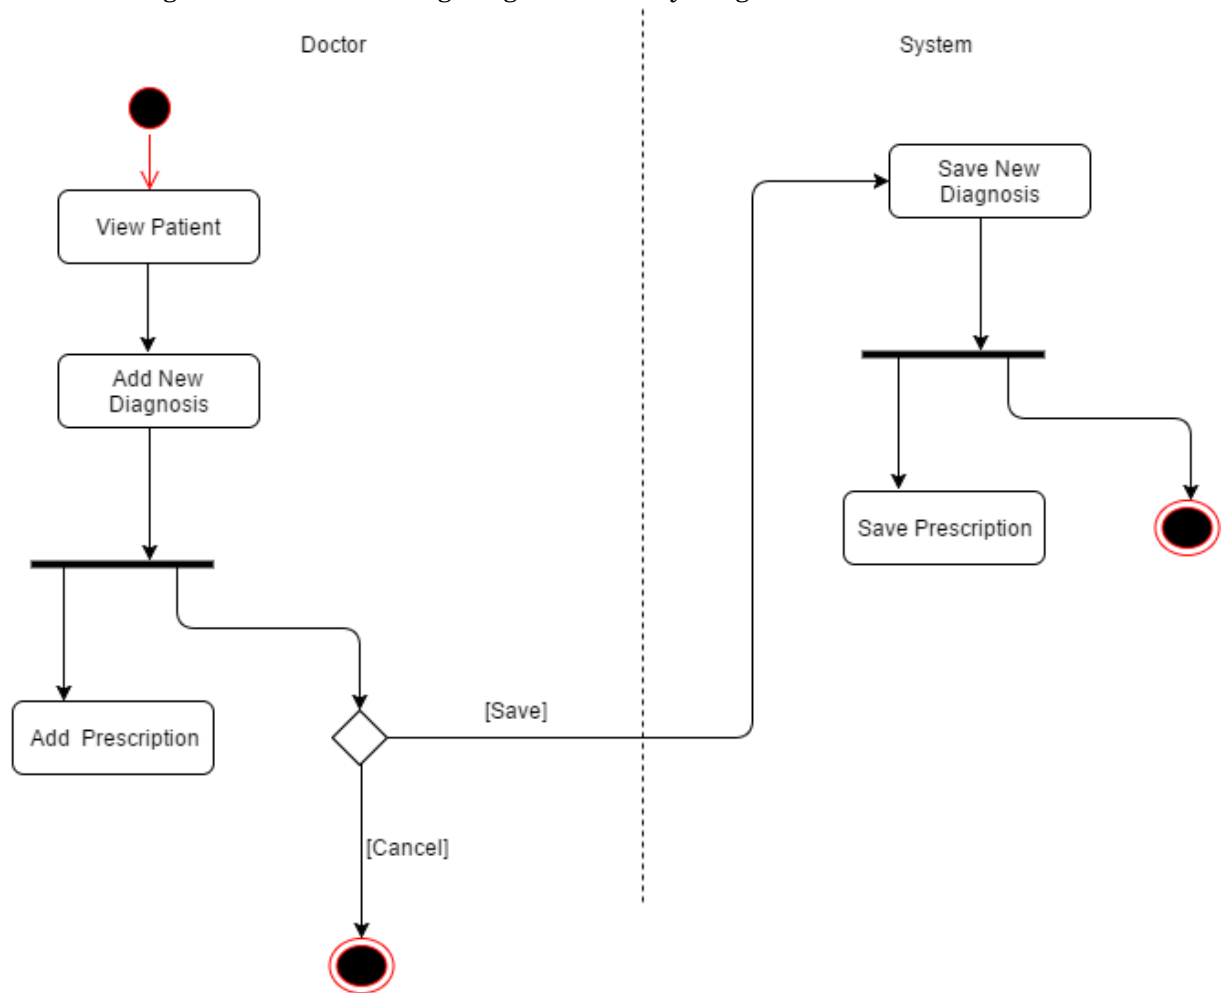 Doctor
System
View Patient
Save New
Diagnosis
Add New
Diagnosis
Save Prescription
[Save]
Add  Prescription
[Cancel]